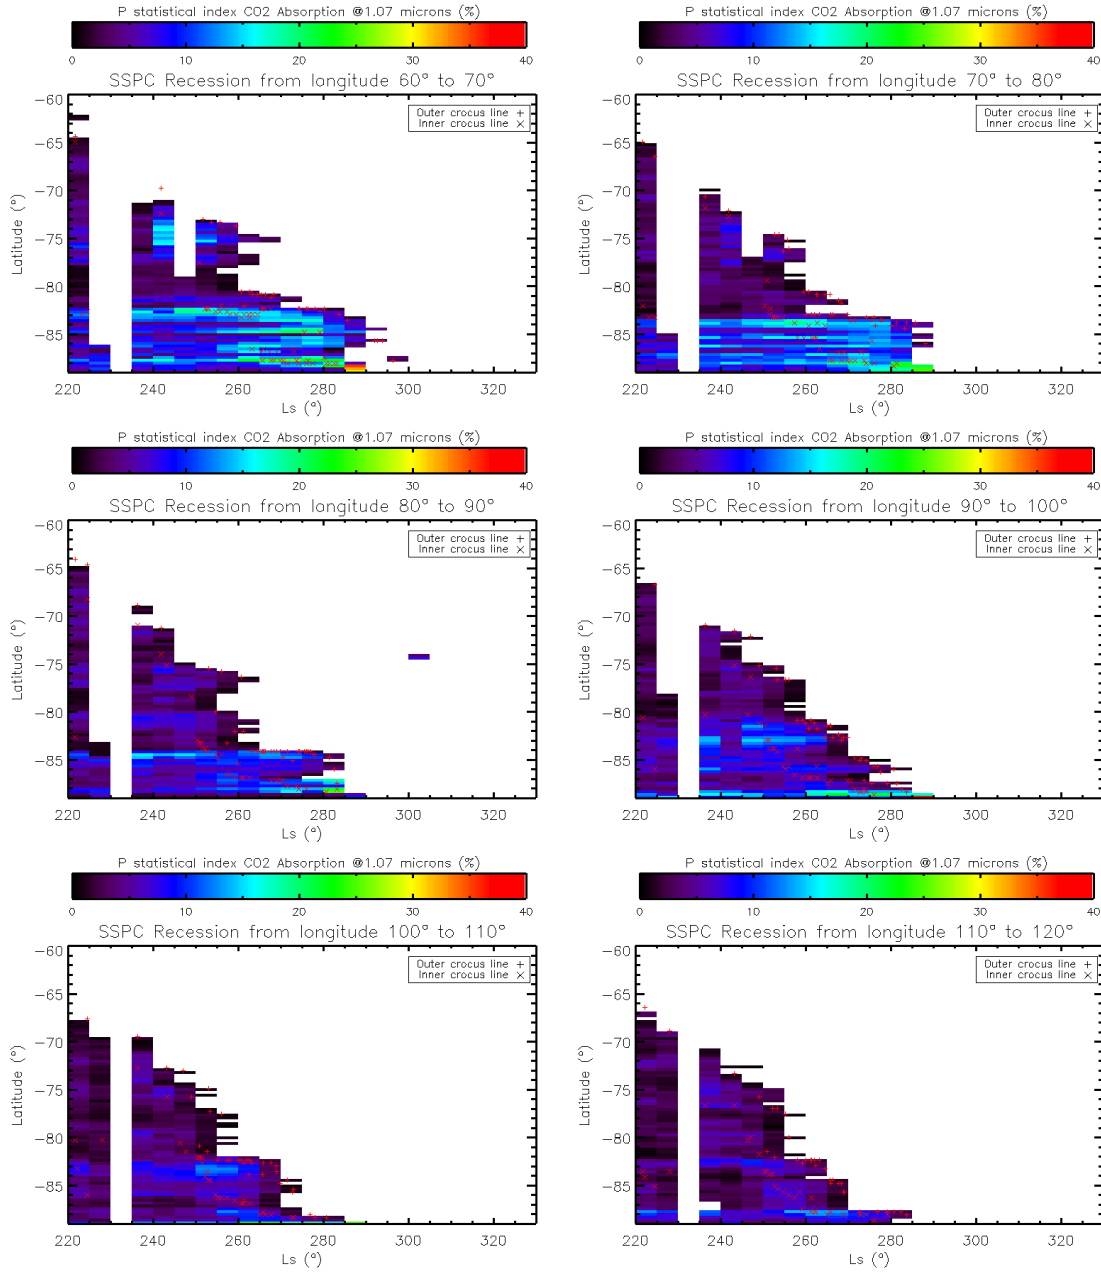 P statistical index CO2 Absorption @1.07 microns (%)
0 10 20 30 40
SSPC Recession from longitude 60° to 70°
Outer crocus line +
Inner crocus line ×
Latitude (°)
−60
−65
−70
−75
−80
−85
220 240 260 280 300 320
Ls (°)
P statistical index CO2 Absorption @1.07 microns (%)
0 10 20 30 40
SSPC Recession from longitude 70° to 80°
Outer crocus line +
Inner crocus line ×
Latitude (°)
−60
−65
−70
−75
−80
−85
220 240 260 280 300 320
Ls (°)
P statistical index CO2 Absorption @1.07 microns (%)
0 10 20 30 40
SSPC Recession from longitude 80° to 90°
Outer crocus line +
Inner crocus line ×
Latitude (°)
−60
−65
−70
−75
−80
−85
220 240 260 280 300 320
Ls (°)
P statistical index CO2 Absorption @1.07 microns (%)
0 10 20 30 40
SSPC Recession from longitude 90° to 100°
Outer crocus line +
Inner crocus line ×
Latitude (°)
−60
−65
−70
−75
−80
−85
220 240 260 280 300 320
Ls (°)
P statistical index CO2 Absorption @1.07 microns (%)
0 10 20 30 40
SSPC Recession from longitude 100° to 110°
Outer crocus line +
Inner crocus line ×
Latitude (°)
−60
−65
−70
−75
−80
−85
220 240 260 280 300 320
Ls (°)
P statistical index CO2 Absorption @1.07 microns (%)
0 10 20 30 40
SSPC Recession from longitude 110° to 120°
Outer crocus line +
Inner crocus line ×
Latitude (°)
−60
−65
−70
−75
−80
−85
220 240 260 280 300 320
Ls (°)